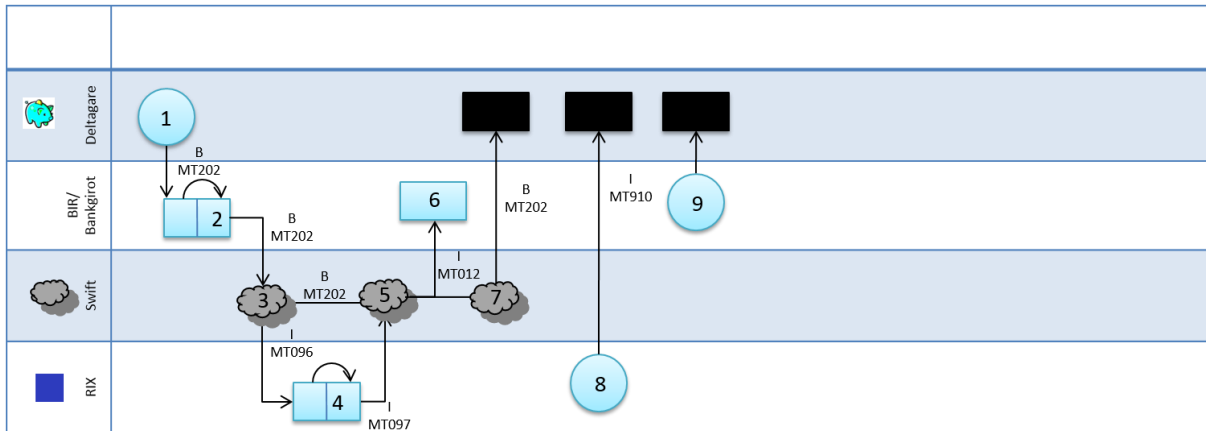 Deltagare
1
B
MT202
BIR/
Bankgirot
2
B
MT202
6
B
MT202
I
MT910
9
Swift
3
B
MT202
5
I
MT012
7
RIX
I
MT096
4
I
MT097
8